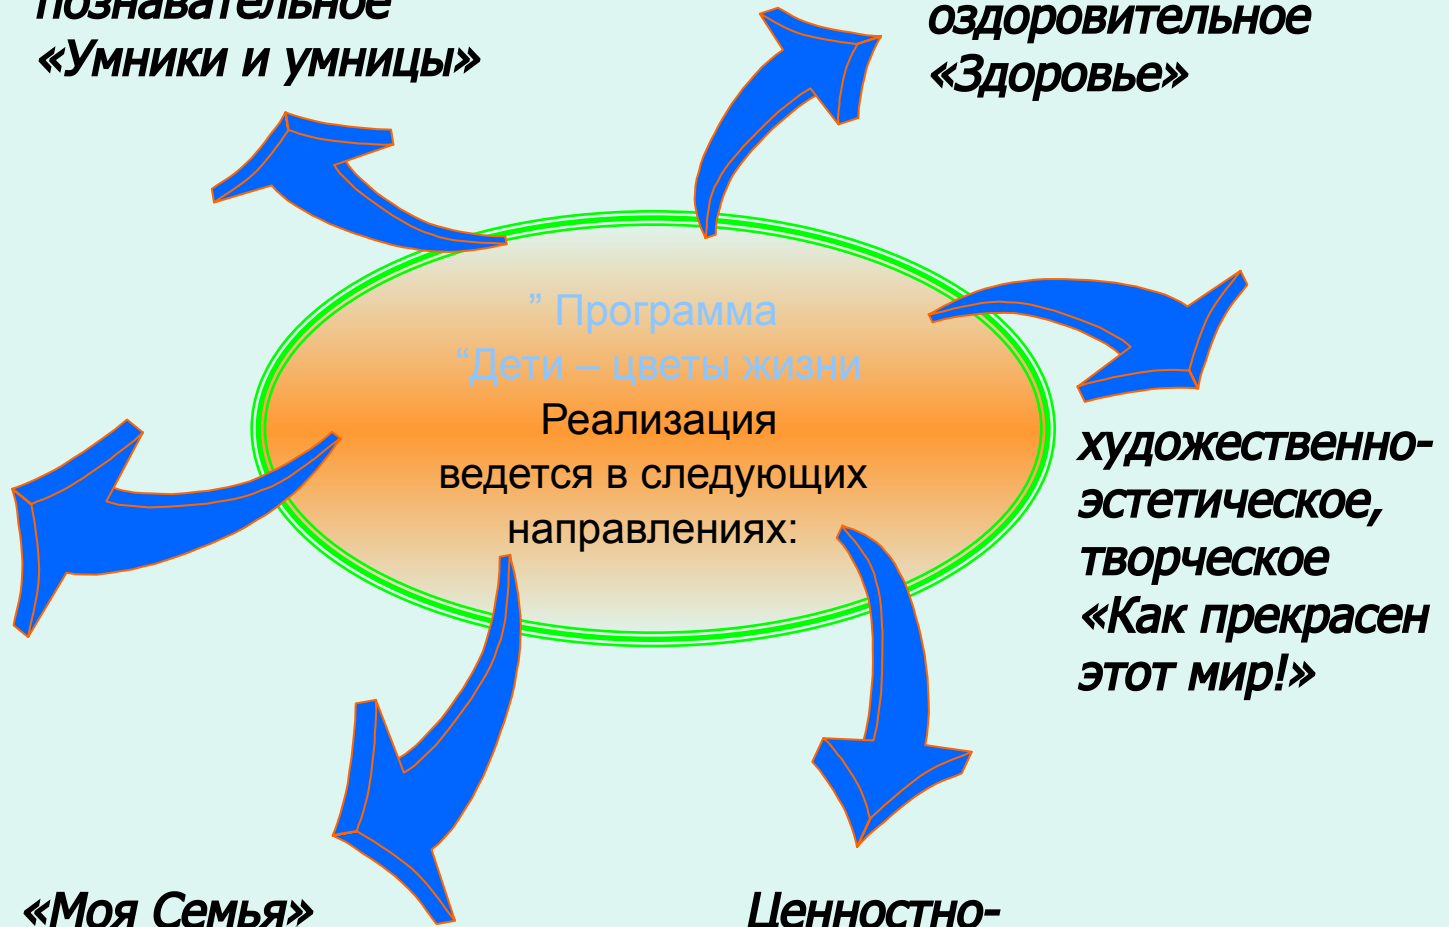 познавательное
«Умники и умницы»
оздоровительное
«Здоровье»
” Программа
“Дети – цветы жизни
Реализация
ведется в следующих
направлениях:
художественно-
эстетическое,
творческое
«Как прекрасен
этот мир!»
«Моя Семья»
Ценностно-